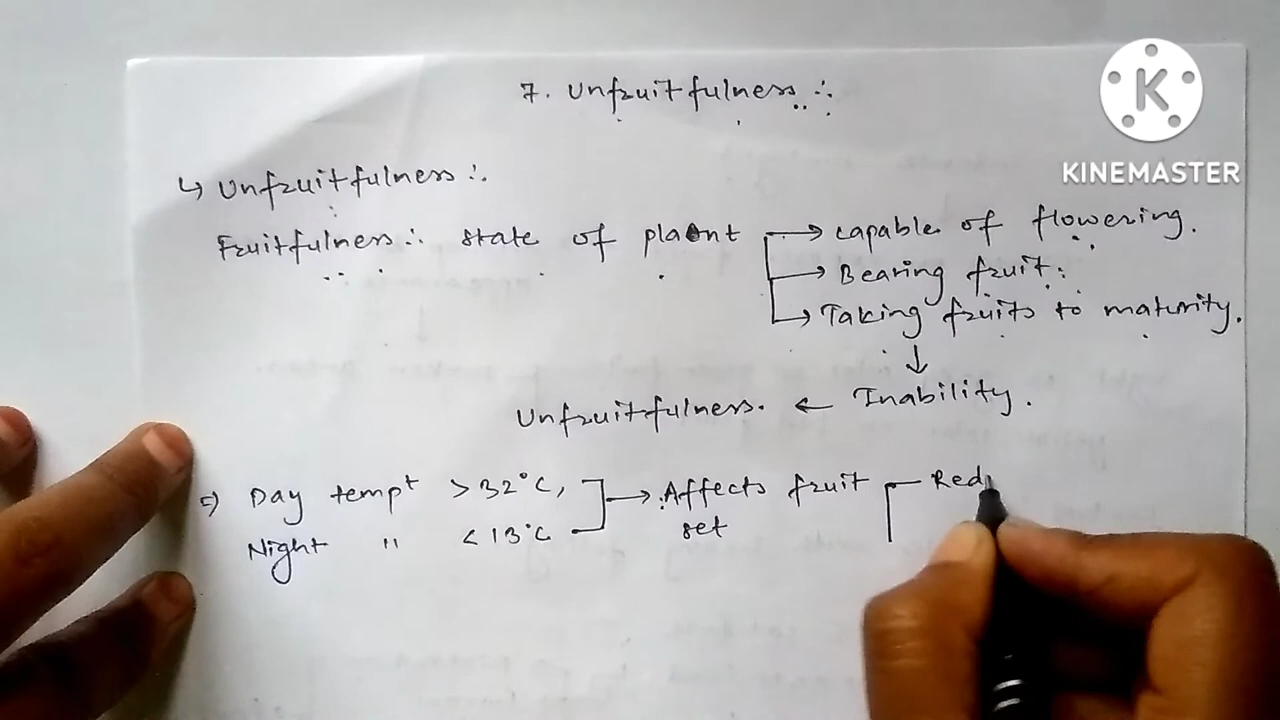 7. Unfruitfulness :-
K
KINEMASTER
↳ Unfruitfulness :-
Fruitfulness :- state of plant → capable of flowering.
→ Bearing fruit.
→ Taking fruits to maturity.
↓
Unfruitfulness. ← Inability.
⇒ Day tempt > 32°C, → Affects fruit — Red
Night " < 13°C set